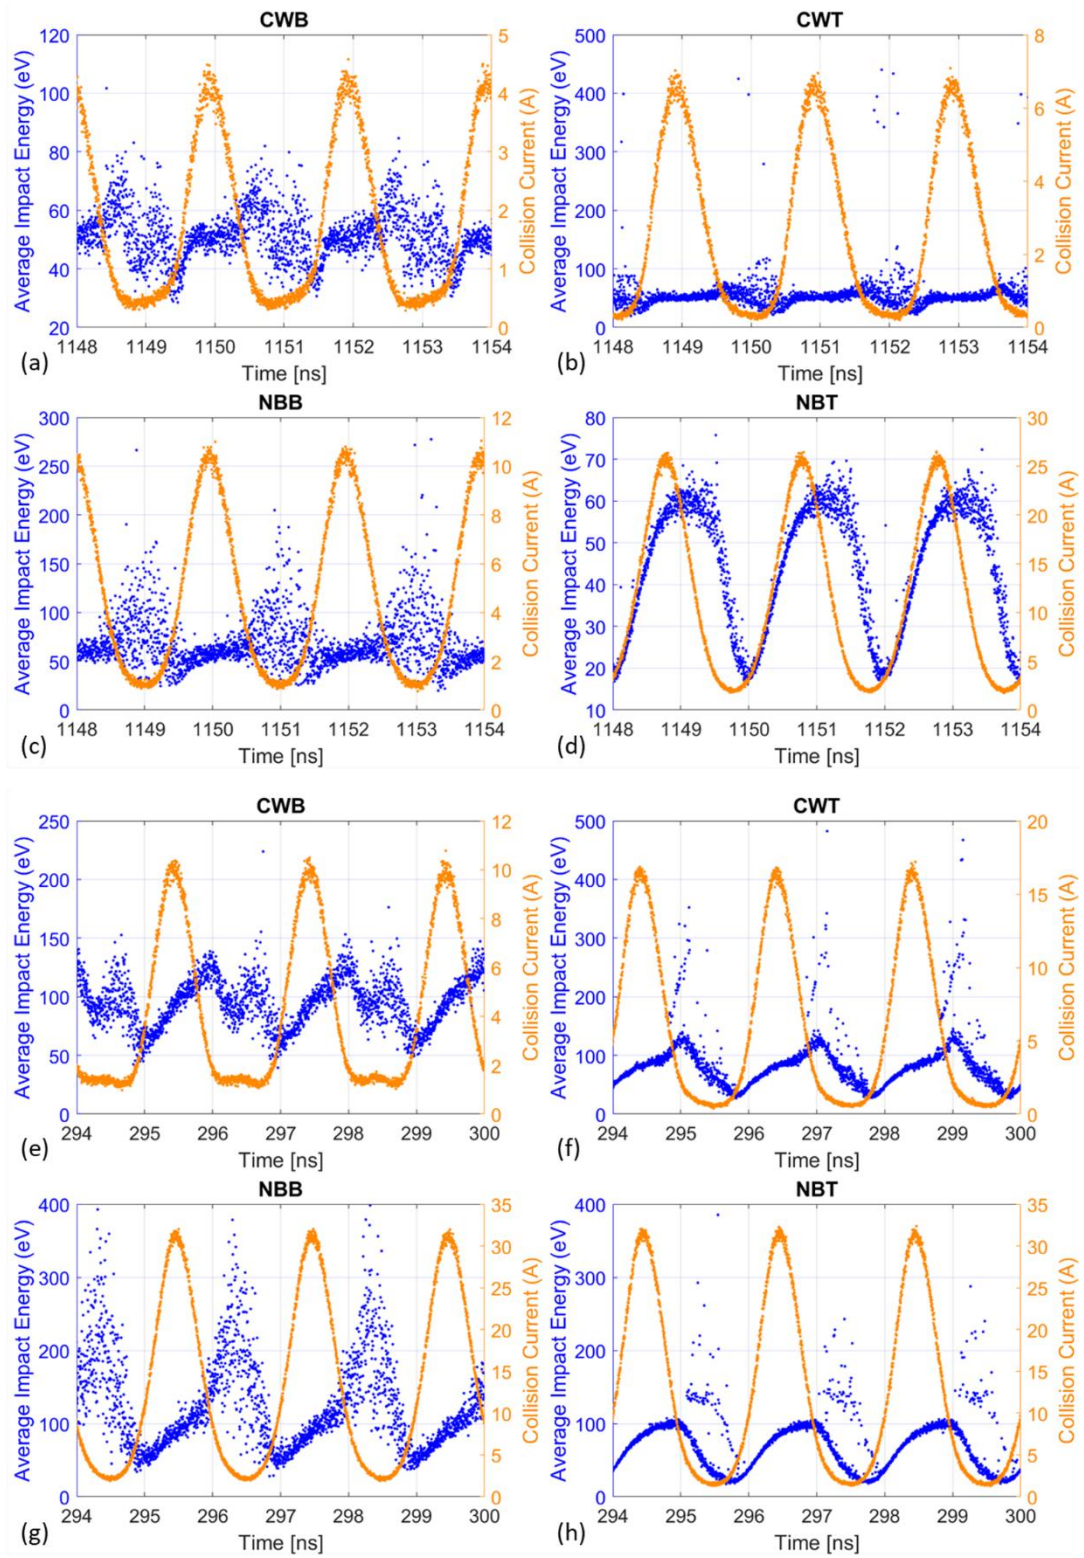 CWB
120
100
80
60
40
20
Average Impact Energy (eV)
5
4
3
2
1
0
Collision Current (A)
1148 1149 1150 1151 1152 1153 1154
Time [ns]
(a)
CWT
500
400
300
200
100
0
Average Impact Energy (eV)
8
6
4
2
0
Collision Current (A)
1148 1149 1150 1151 1152 1153 1154
Time [ns]
(b)
NBB
300
250
200
150
100
50
0
Average Impact Energy (eV)
12
10
8
6
4
2
0
Collision Current (A)
1148 1149 1150 1151 1152 1153 1154
Time [ns]
(c)
NBT
80
70
60
50
40
30
20
10
Average Impact Energy (eV)
30
25
20
15
10
5
0
Collision Current (A)
1148 1149 1150 1151 1152 1153 1154
Time [ns]
(d)
CWB
250
200
150
100
50
0
Average Impact Energy (eV)
12
10
8
6
4
2
0
Collision Current (A)
294 295 296 297 298 299 300
Time [ns]
(e)
CWT
500
400
300
200
100
0
Average Impact Energy (eV)
20
15
10
5
0
Collision Current (A)
294 295 296 297 298 299 300
Time [ns]
(f)
NBB
400
300
200
100
0
Average Impact Energy (eV)
35
30
25
20
15
10
5
0
Collision Current (A)
294 295 296 297 298 299 300
Time [ns]
(g)
NBT
400
300
200
100
0
Average Impact Energy (eV)
35
30
25
20
15
10
5
0
Collision Current (A)
294 295 296 297 298 299 300
Time [ns]
(h)